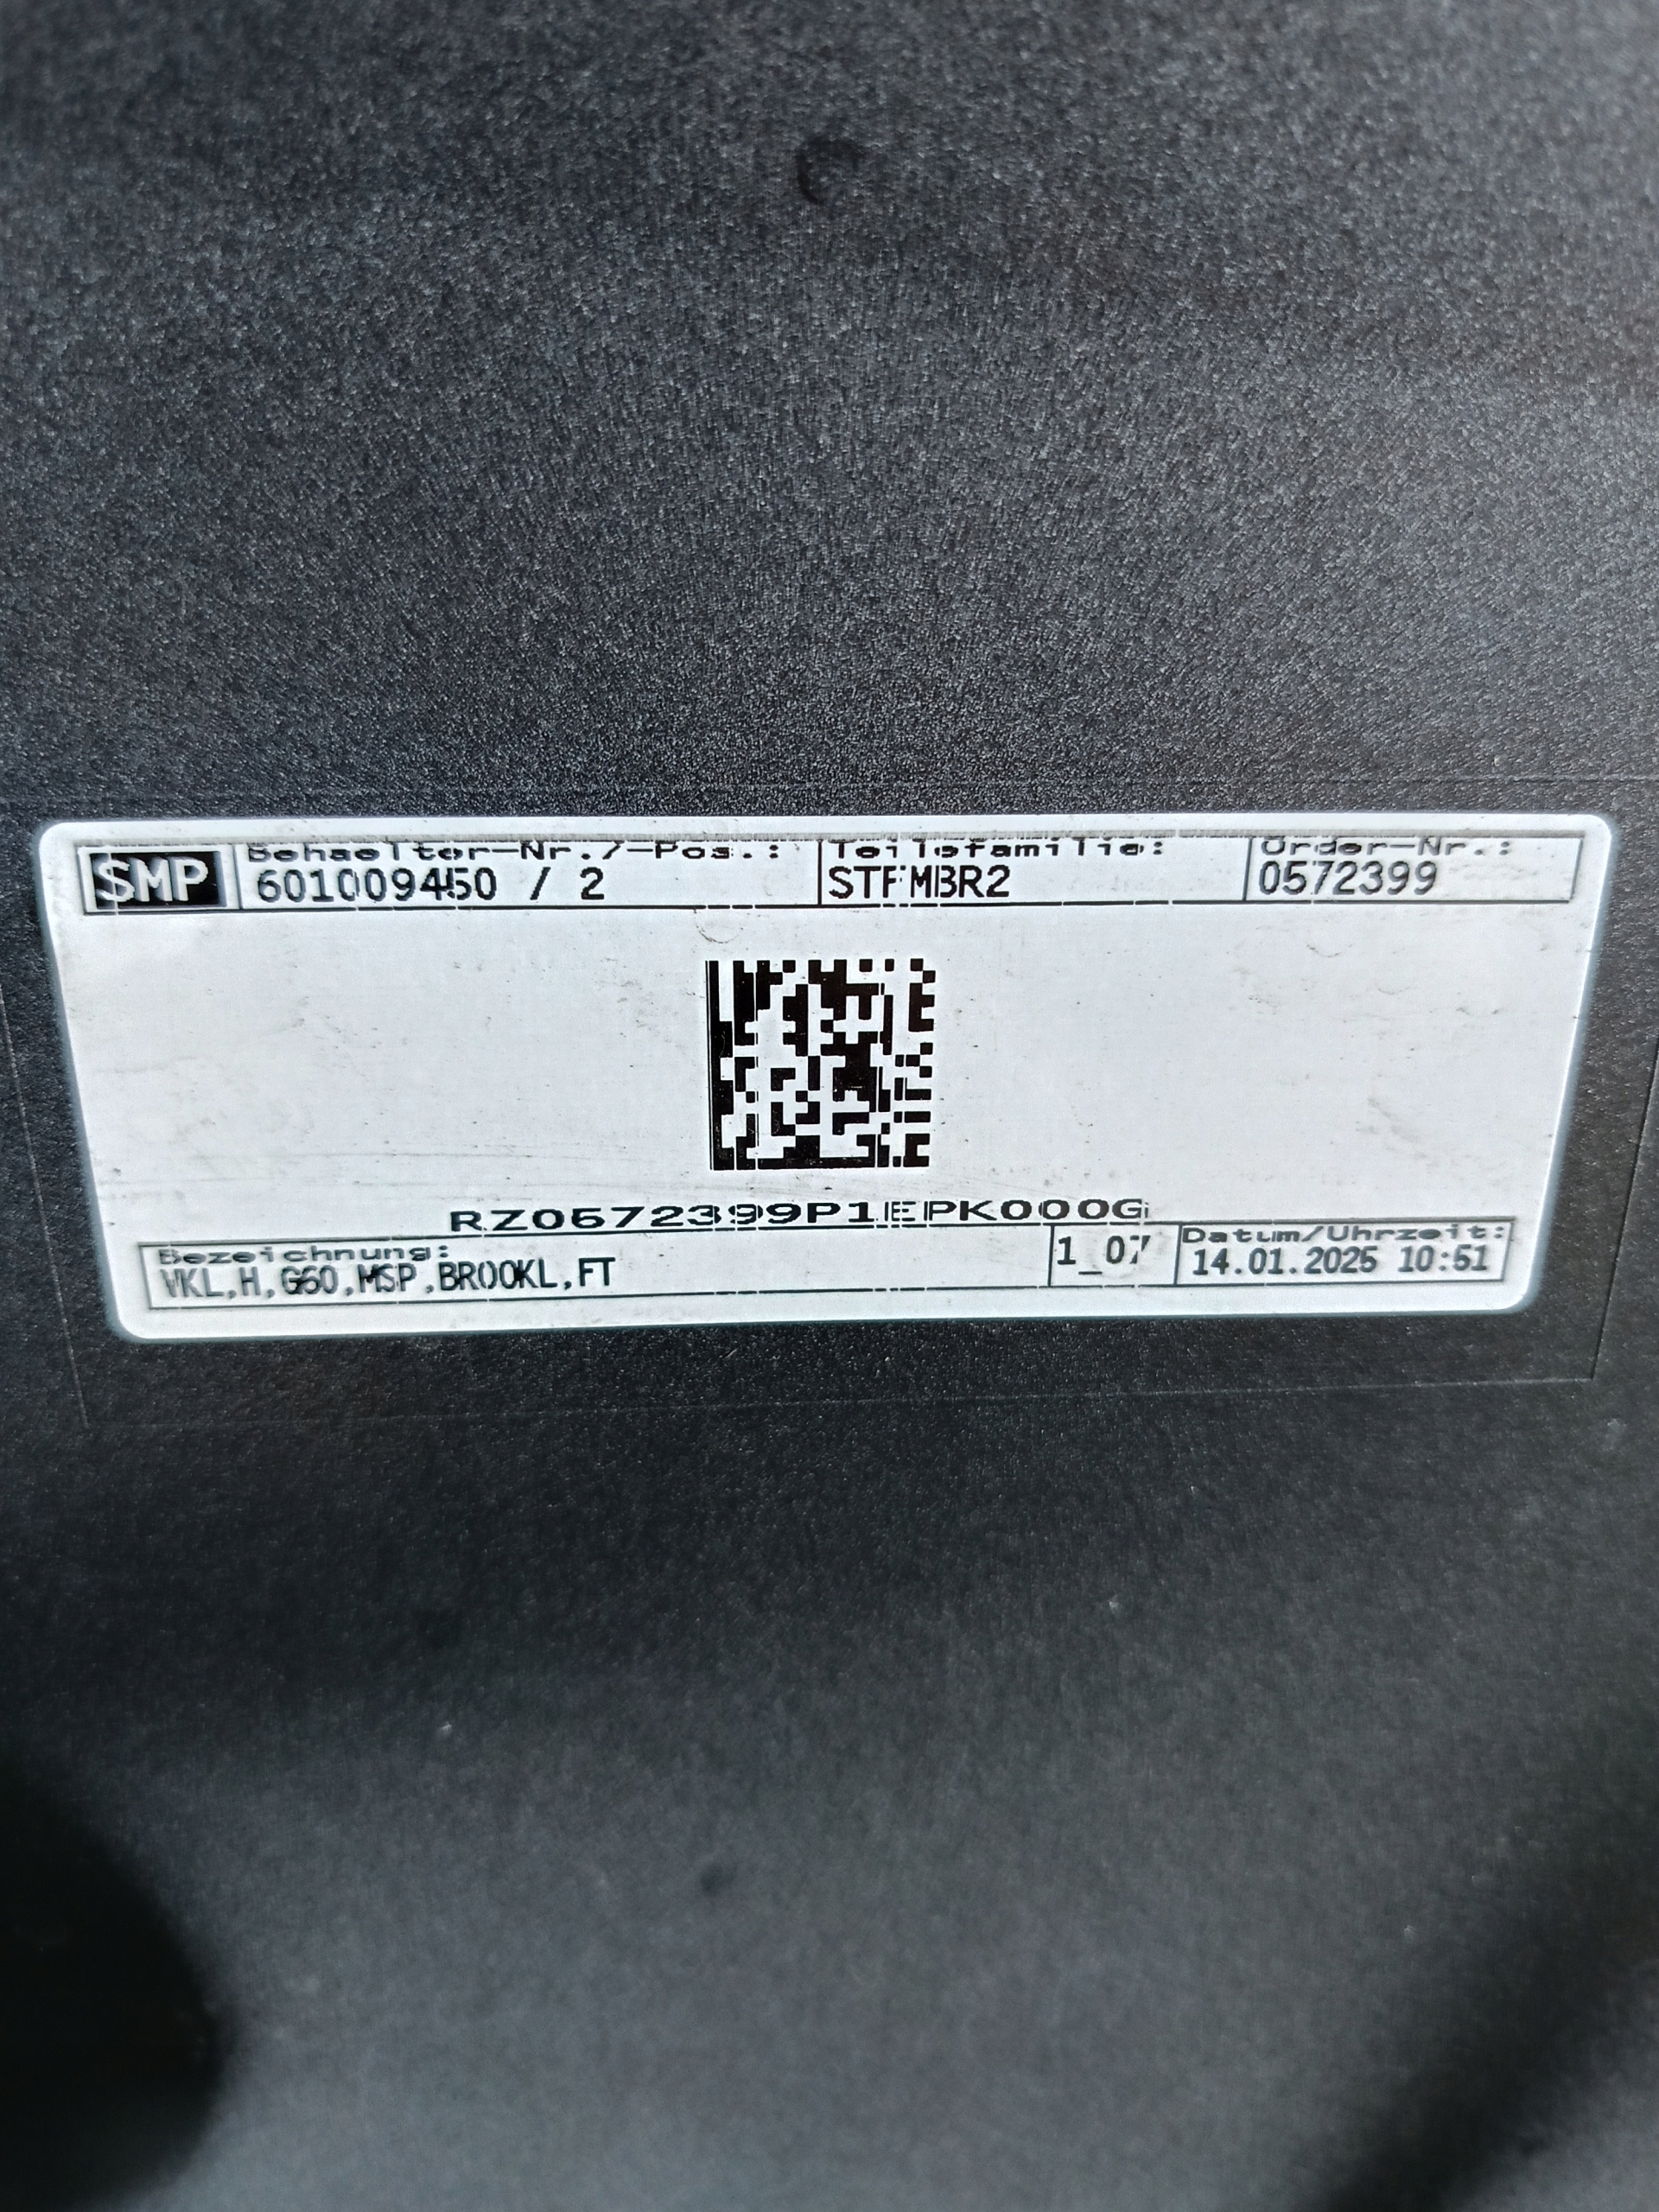 SMP Behaelter-Nr./-Pos.: Teilefamilie: Order-Nr.:
601009450 / 2 STFMBR2 0572399
RZ0572399P1EPK000G
Bezeichnung: 1_07 Datum/Uhrzeit:
VKL,H,G60,MSP,BROOKL,FT 14.01.2025 10:51